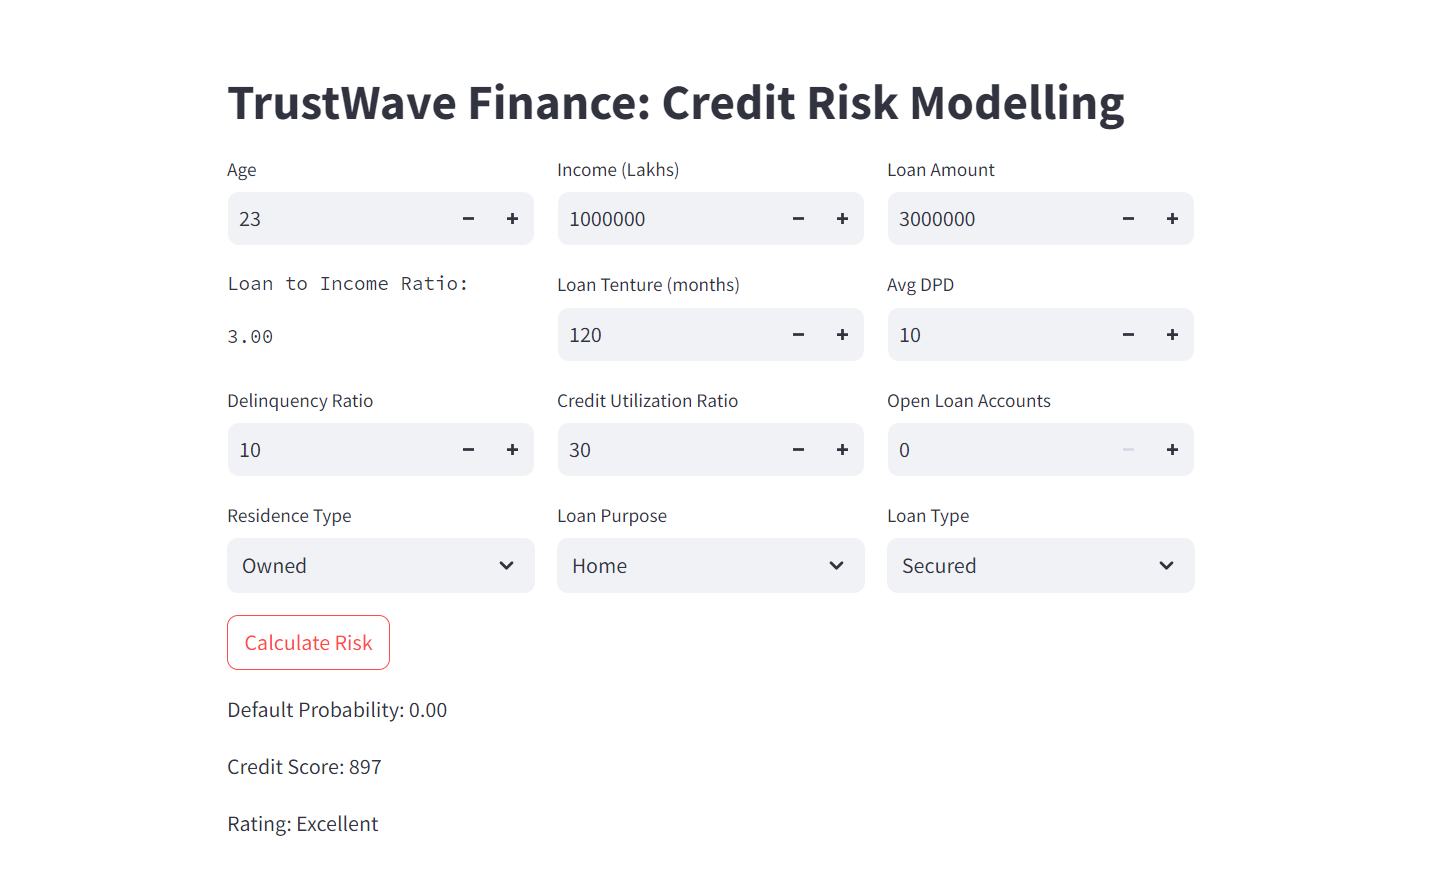 TrustWave Finance: Credit Risk Modelling
Age
Income (Lakhs)
Loan Amount
23
1000000
3000000
Loan to Income Ratio:
Loan Tenture (months)
Avg DPD
3.00
120
10
Delinquency Ratio
Credit Utilization Ratio
Open Loan Accounts
10
30
0
Residence Type
Loan Purpose
Loan Type
Owned
Home
Secured
Calculate Risk
Default Probability: 0.00
Credit Score: 897
Rating: Excellent